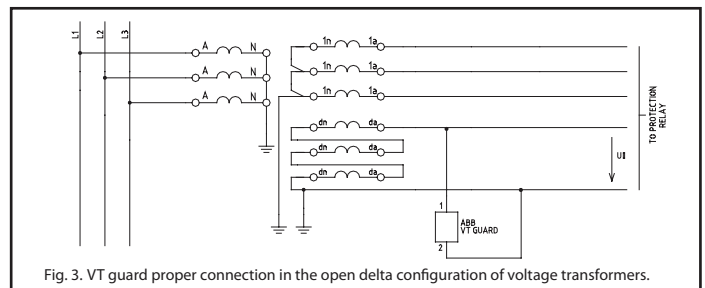 L1
L2
L3
A N
A N
A N
1n 1a
1n 1a
1n 1a
dn da
dn da
dn da
TO PROTECTION
RELAY
1
ABB
VT GUARD
2
Fig. 3. VT guard proper connection in the open delta configuration of voltage transformers.